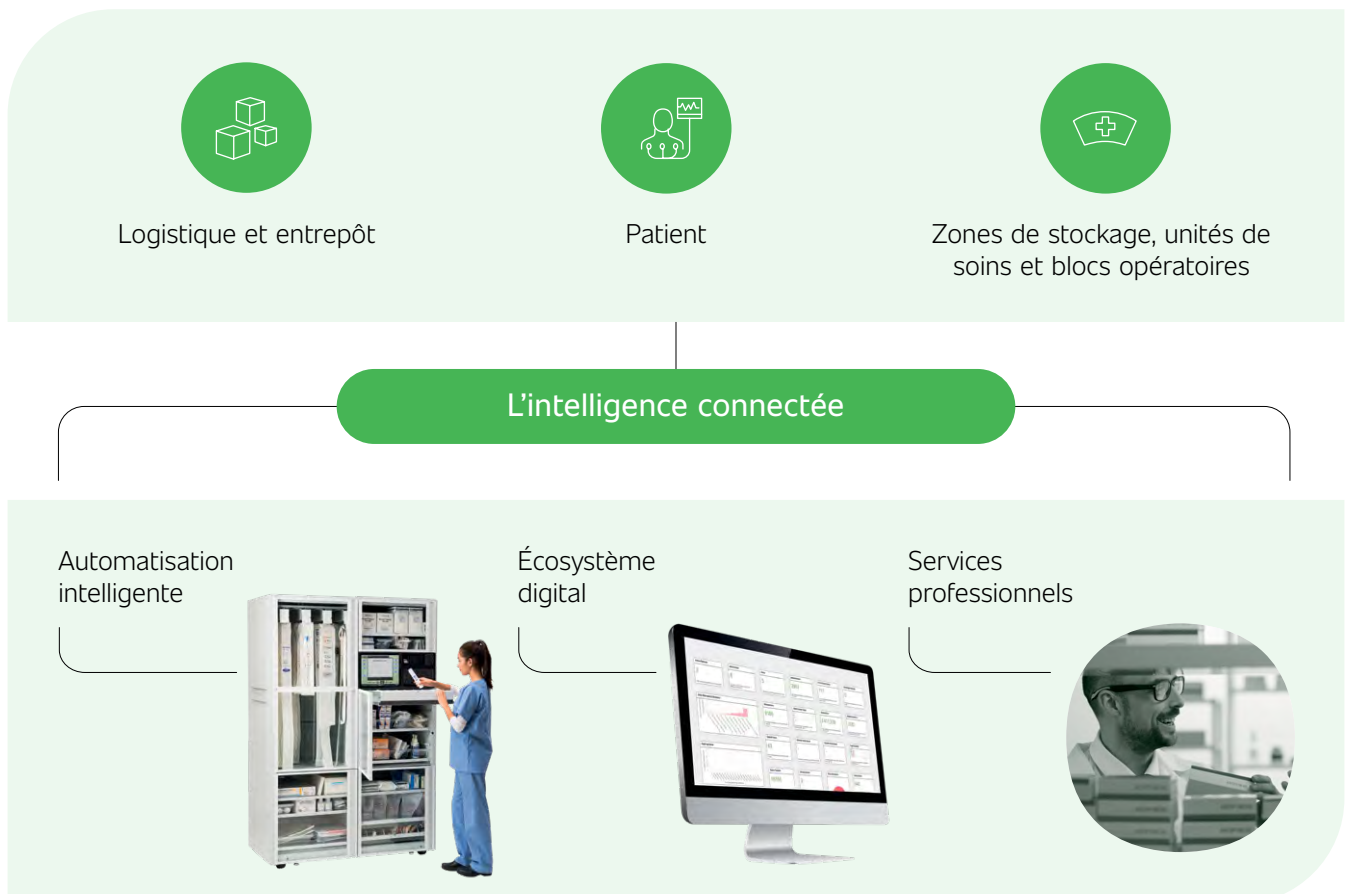 Logistique et entrepôt
Patient
Zones de stockage, unités de
soins et blocs opératoires
L'intelligence connectée
Automatisation
intelligente
Écosystème
digital
Services
professionnels